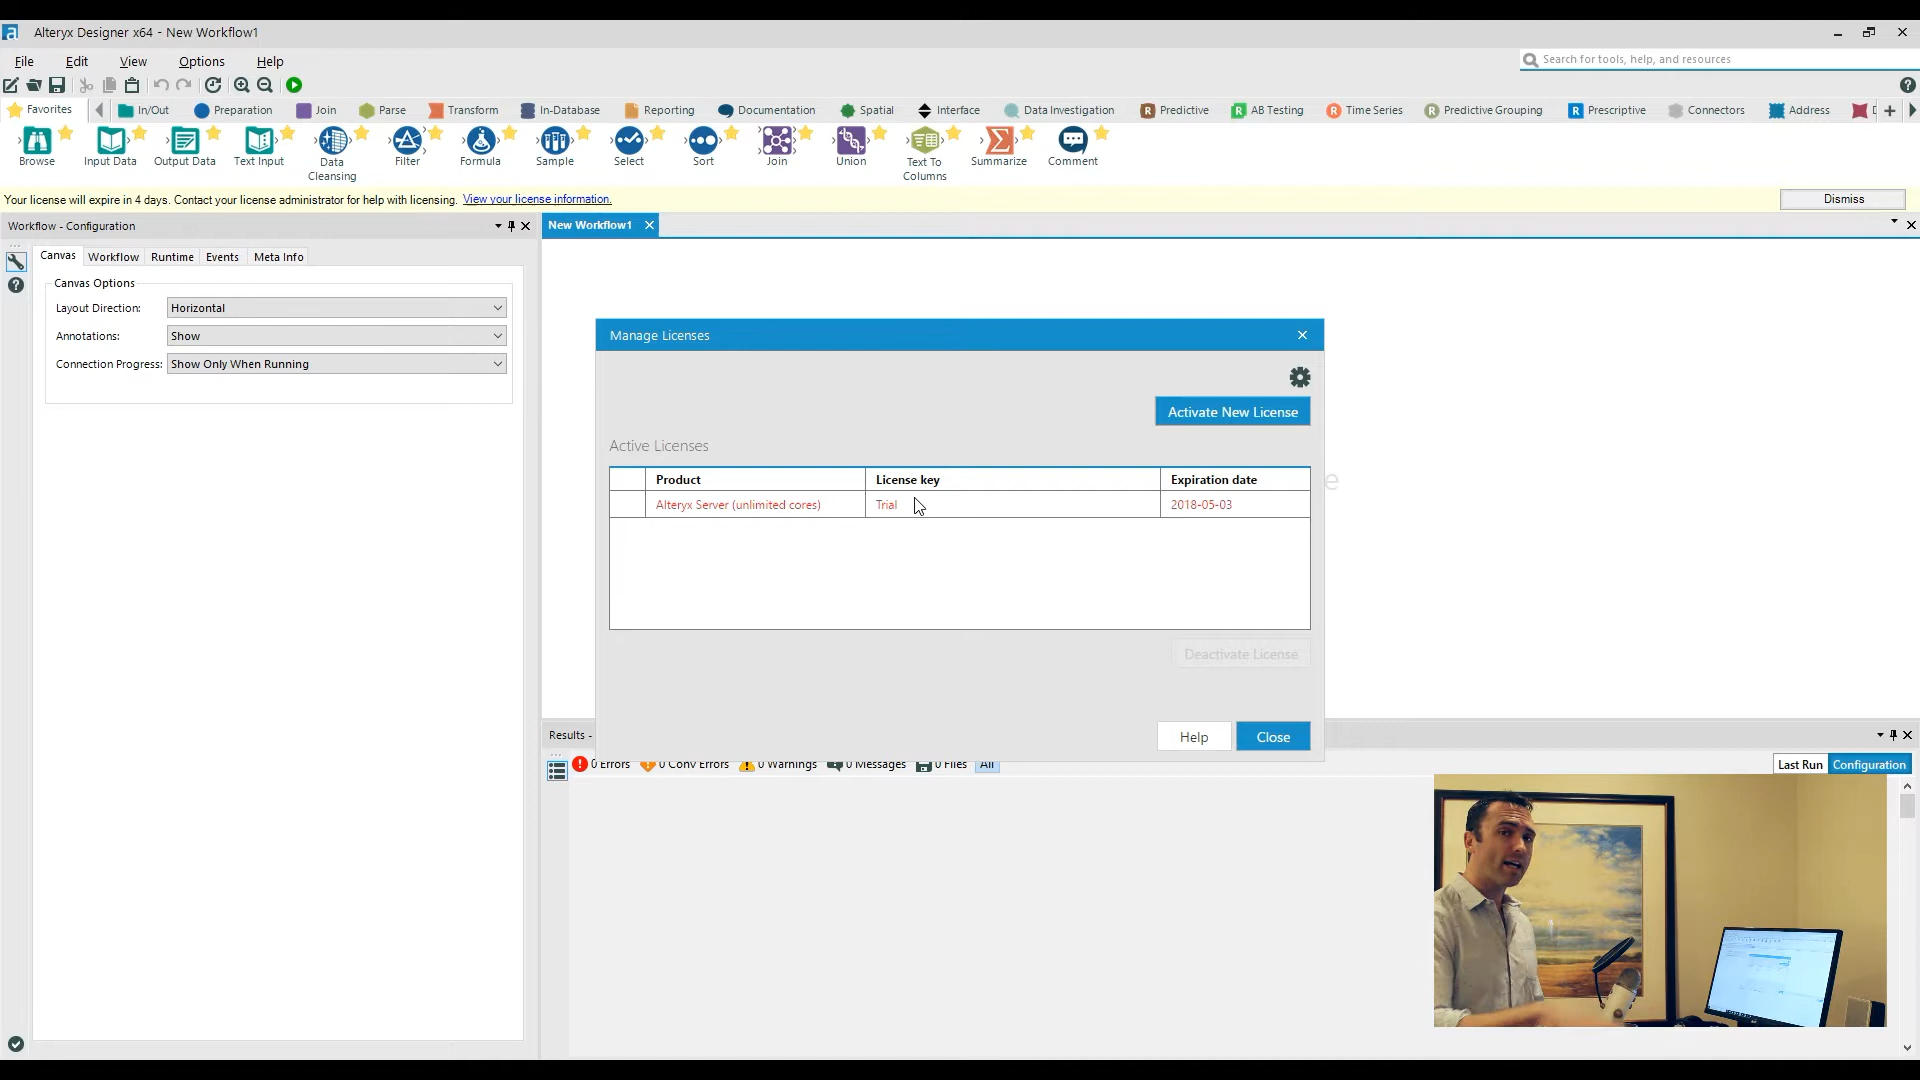 Alteryx Designer x64 - New Workflow1
File Edit View Options Help
Search for tools, help, and resources
Favorites In/Out Preparation Join Parse Transform In-Database Reporting Documentation Spatial Interface Data Investigation Predictive AB Testing Time Series Predictive Grouping Prescriptive Connectors Address
Browse Input Data Output Data Text Input Data Cleansing Filter Formula Sample Select Sort Join Union Text To Columns Summarize Comment
Your license will expire in 4 days. Contact your license administrator for help with licensing. View your license information.
Dismiss
Workflow - Configuration
New Workflow1
Canvas Workflow Runtime Events Meta Info
Canvas Options
Layout Direction: Horizontal
Annotations: Show
Connection Progress: Show Only When Running
Manage Licenses
Activate New License
Active Licenses
Product License key Expiration date
Alteryx Server (unlimited cores) Trial 2018-05-03
Deactivate License
Help Close
Results -
0 Errors 0 Conv Errors 0 Warnings 0 Messages 0 Files All
Last Run Configuration